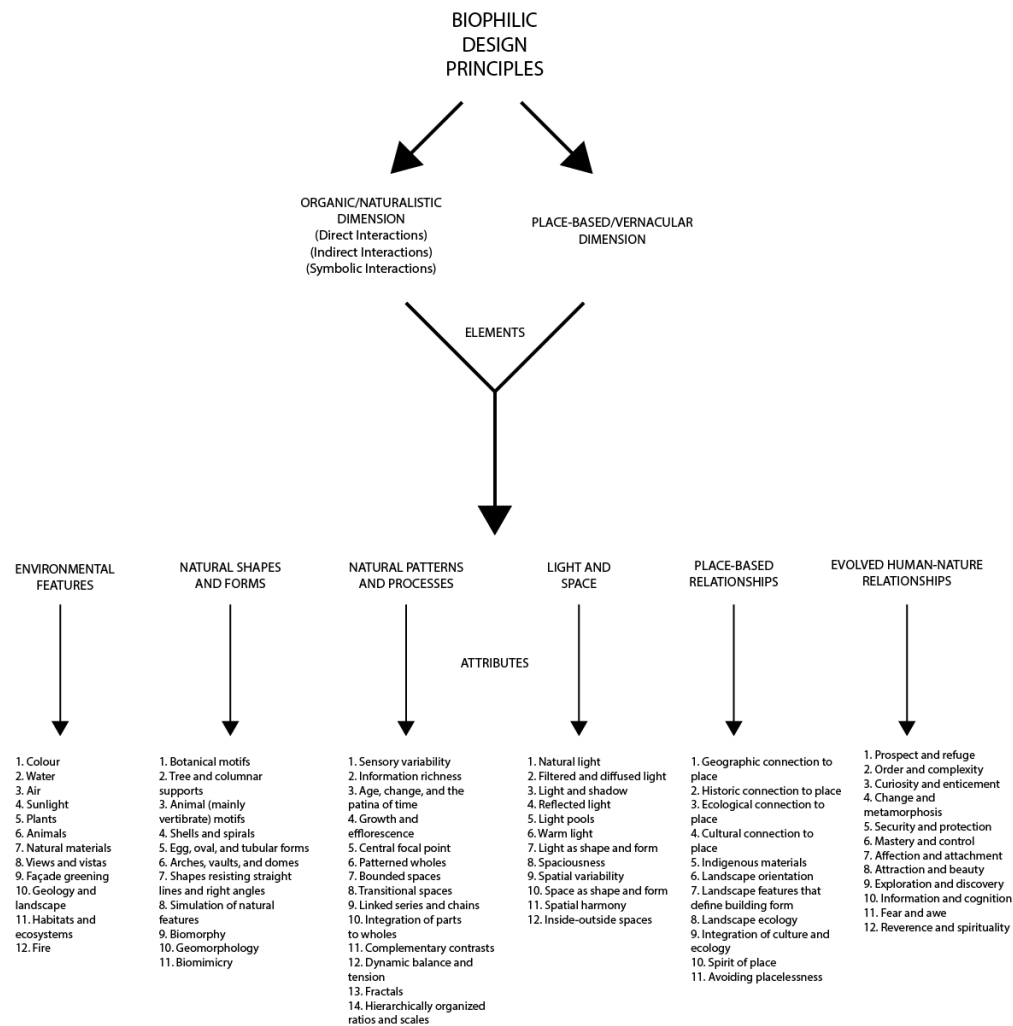 BIOPHILIC
DESIGN
PRINCIPLES
ORGANIC/NATURALISTIC
DIMENSION
(Direct Interactions)
(Indirect Interactions)
(Symbolic Interactions)
PLACE-BASED/VERNACULAR
DIMENSION
ELEMENTS
ENVIRONMENTAL
FEATURES
NATURAL SHAPES
AND FORMS
NATURAL PATTERNS
AND PROCESSES
LIGHT AND
SPACE
PLACE-BASED
RELATIONSHIPS
EVOLVED HUMAN-NATURE
RELATIONSHIPS
ATTRIBUTES
1. Colour
2. Water
3. Air
4. Sunlight
5. Plants
6. Animals
7. Natural materials
8. Views and vistas
9. Façade greening
10. Geology and
landscape
11. Habitats and
ecosystems
12. Fire
1. Botanical motifs
2. Tree and columnar
supports
3. Animal (mainly
vertibrate) motifs
4. Shells and spirals
5. Egg, oval, and tubular forms
6. Arches, vaults, and domes
7. Shapes resisting straight
lines and right angles
8. Simulation of natural
features
9. Biomorphy
10. Geomorphology
11. Biomimicry
1. Sensory variability
2. Information richness
3. Age, change, and the
patina of time
4. Growth and
efflorescence
5. Central focal point
6. Patterned wholes
7. Bounded spaces
8. Transitional spaces
9. Linked series and chains
10. Integration of parts
to wholes
11. Complementary contrasts
12. Dynamic balance and
tension
13. Fractals
14. Hierarchically organized
ratios and scales
1. Natural light
2. Filtered and diffused light
3. Light and shadow
4. Reflected light
5. Light pools
6. Warm light
7. Light as shape and form
8. Spaciousness
9. Spatial variability
10. Space as shape and form
11. Spatial harmony
12. Inside-outside spaces
1. Geographic connection to
place
2. Historic connection to place
3. Ecological connection to
place
4. Cultural connection to
place
5. Indigenous materials
6. Landscape orientation
7. Landscape features that
define building form
8. Landscape ecology
9. Integration of culture and
ecology
10. Spirit of place
11. Avoiding placelessness
1. Prospect and refuge
2. Order and complexity
3. Curiosity and enticement
4. Change and
metamorphosis
5. Security and protection
6. Mastery and control
7. Affection and attachment
8. Attraction and beauty
9. Exploration and discovery
10. Information and cognition
11. Fear and awe
12. Reverence and spirituality